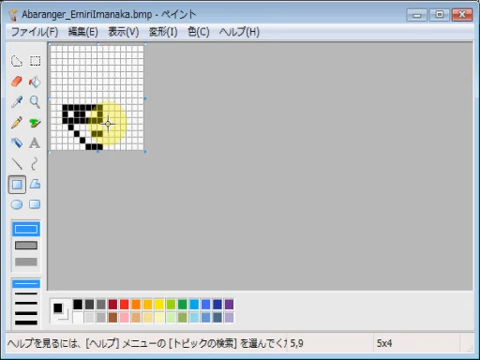 Abaranger_EmiriImanaka.bmp - ペイント
ファイル(F) 編集(E) 表示(V) 変形(I) 色(C) ヘルプ(H)
A
ヘルプを見るには、[ヘルプ] メニューの [トピックの検索] を選んでく 5,9 5x4